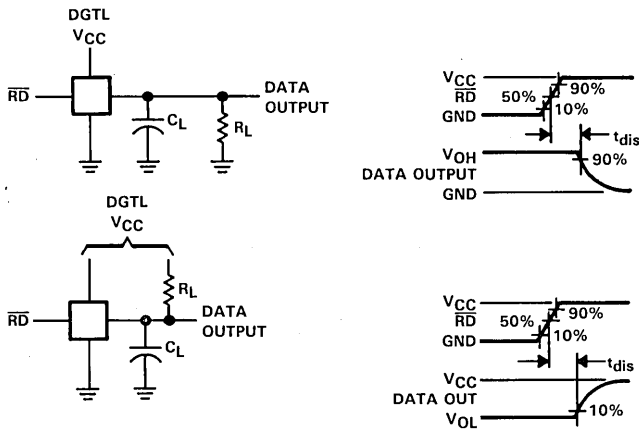 DGTL
VCC
RD
CL
RL
DATA
OUTPUT
VCC
RD
GND
50%
90%
10%
tdis
VOH
DATA OUTPUT
GND
90%
DGTL
VCC
RL
RD
DATA
OUTPUT
CL
VCC
RD
GND
50%
90%
10%
tdis
VCC
DATA OUT
VOL
10%